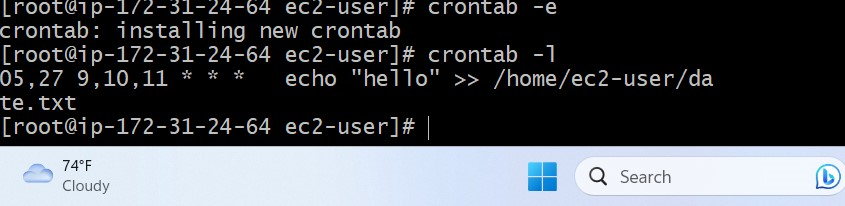 [root@ip-172-31-24-64 ec2-user]# crontab -e
crontab: installing new crontab
[root@ip-172-31-24-64 ec2-user]# crontab -l
05,27 9,10,11 * * *   echo "hello" >> /home/ec2-user/da
te.txt
[root@ip-172-31-24-64 ec2-user]#
74°F
Cloudy
Search